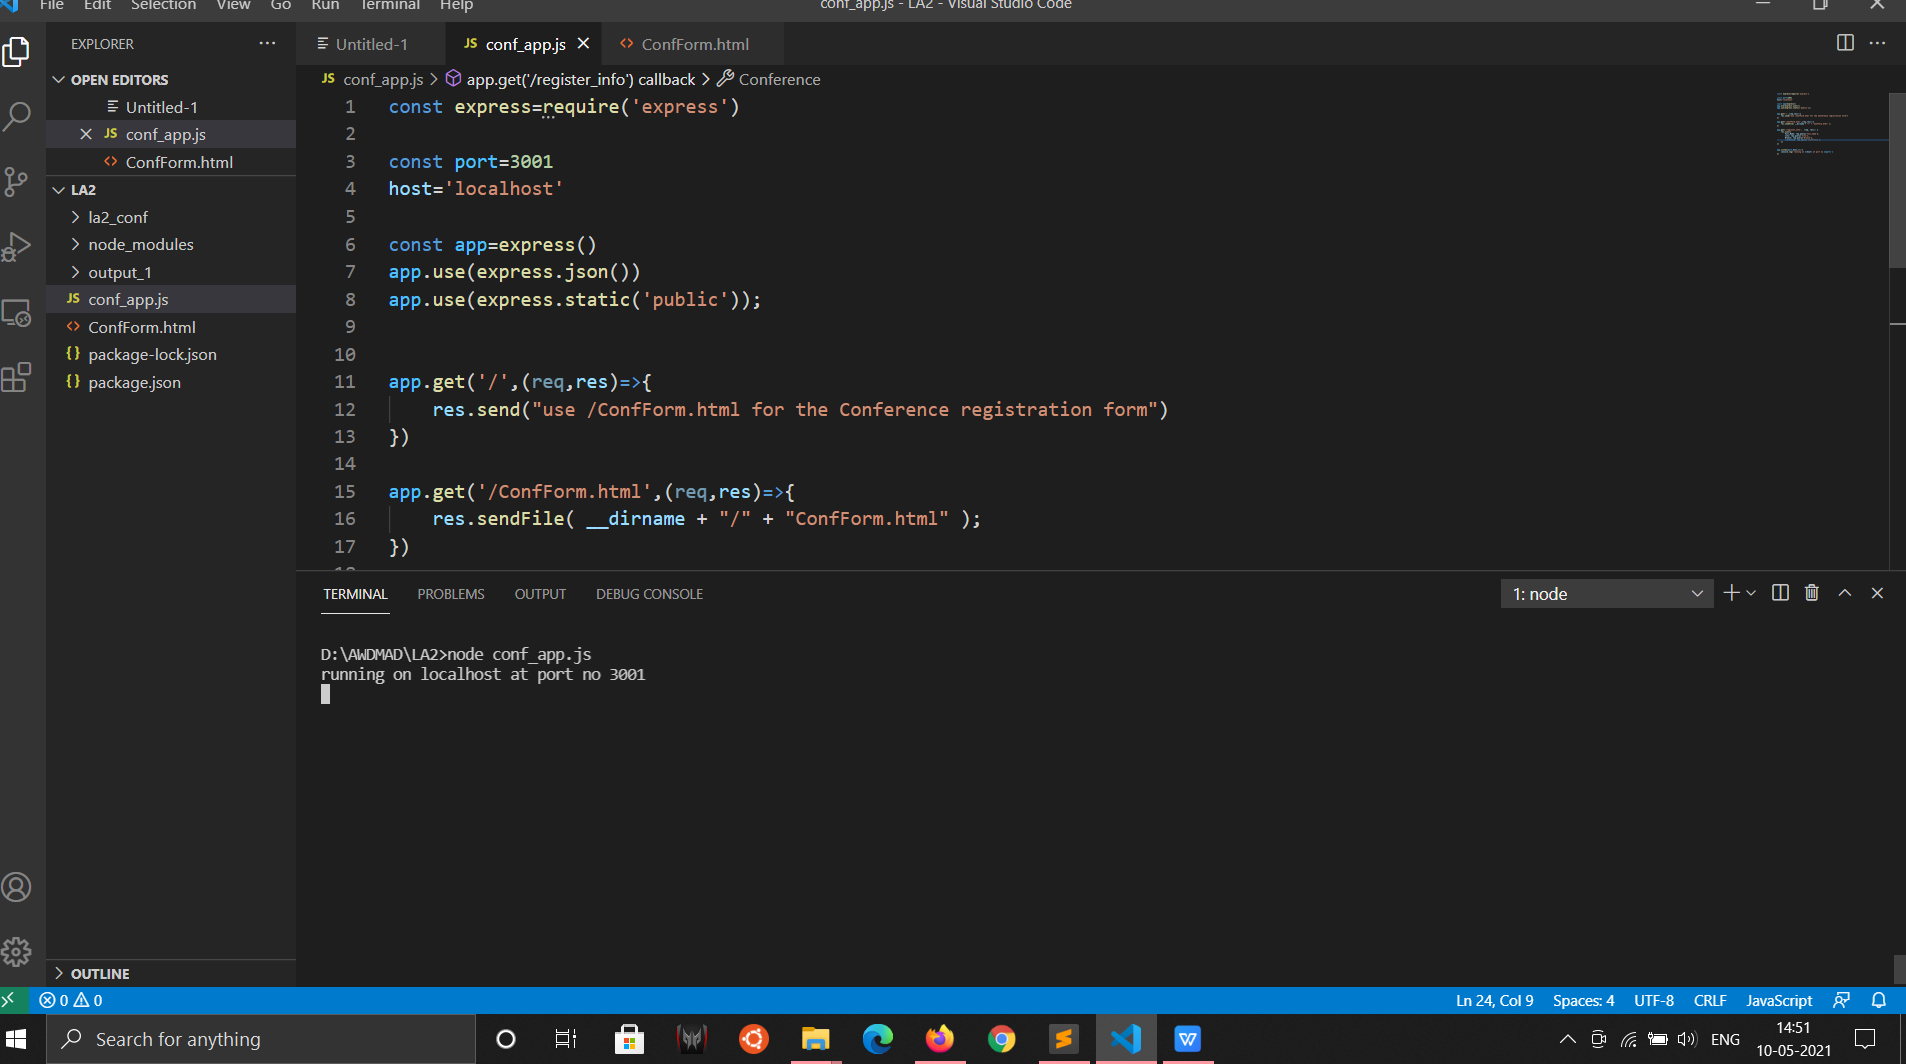 File Edit Selection View Go Run Terminal Help
conf_app.js - LA2 - Visual Studio Code
EXPLORER
OPEN EDITORS
Untitled-1
JS conf_app.js
<> ConfForm.html
LA2
la2_conf
node_modules
output_1
JS conf_app.js
<> ConfForm.html
{} package-lock.json
{} package.json
OUTLINE
Untitled-1
JS conf_app.js
<> ConfForm.html
JS conf_app.js > app.get('/register_info') callback > Conference
1 const express=require('express')
2
3 const port=3001
4 host='localhost'
5
6 const app=express()
7 app.use(express.json())
8 app.use(express.static('public'));
9
10
11 app.get('/',(req,res)=>{
12 res.send("use /ConfForm.html for the Conference registration form")
13 })
14
15 app.get('/ConfForm.html',(req,res)=>{
16 res.sendFile( __dirname + "/" + "ConfForm.html" );
17 })
TERMINAL PROBLEMS OUTPUT DEBUG CONSOLE
1: node
D:\AWDMAD\LA2>node conf_app.js
running on localhost at port no 3001
0 0
Ln 24, Col 9 Spaces: 4 UTF-8 CRLF JavaScript
Search for anything
ENG
14:51
10-05-2021